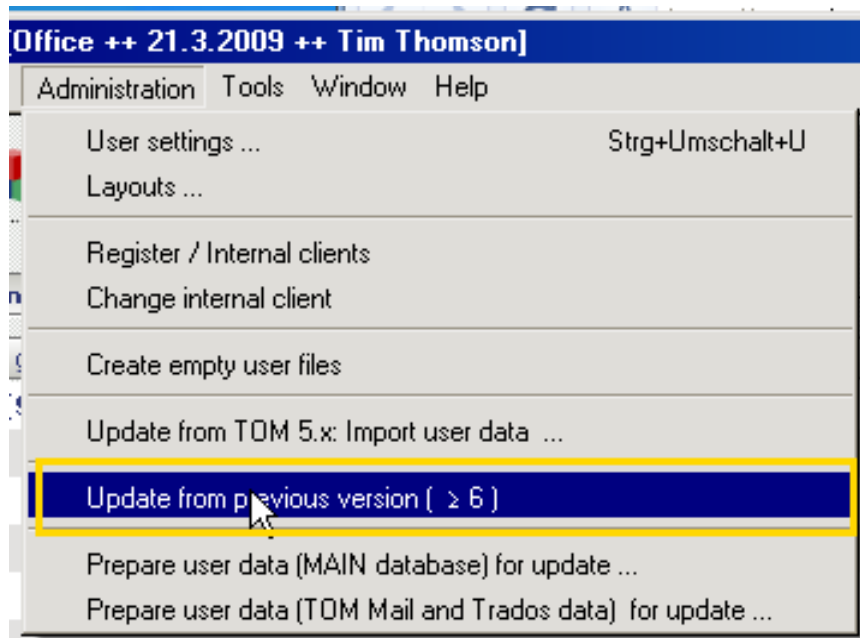 [Office ++ 21.3.2009 ++ Tim Thomson]
Administration Tools Window Help
User settings ... Strg+Umschalt+U
Layouts ...
Register / Internal clients
Change internal client
Create empty user files
Update from TOM 5.x: Import user data ...
Update from previous version ( ≥ 6 )
Prepare user data (MAIN database) for update ...
Prepare user data (TOM Mail and Trados data) for update ...